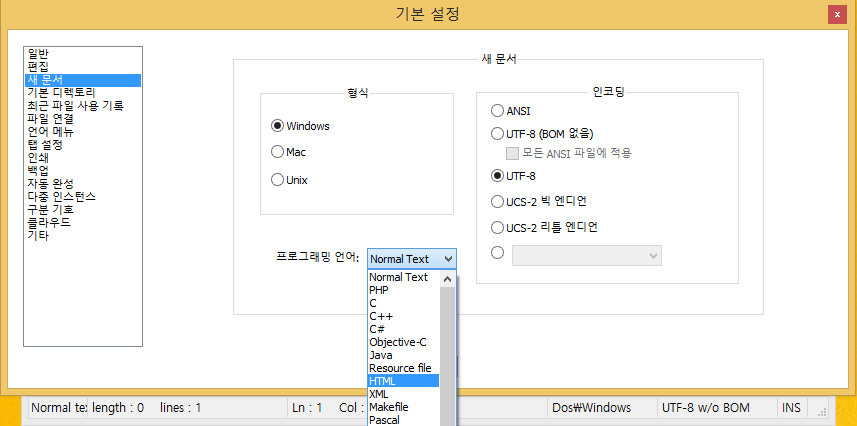 기본 설정
x
일반
편집
새 문서
기본 디렉토리
최근 파일 사용 기록
파일 연결
언어 메뉴
탭 설정
인쇄
백업
자동 완성
다중 인스턴스
구분 기호
클라우드
기타
새 문서
형식
Windows
Mac
Unix
인코딩
ANSI
UTF-8 (BOM 없음)
모든 ANSI 파일에 적용
UTF-8
UCS-2 빅 엔디언
UCS-2 리틀 엔디언
프로그래밍 언어:
Normal Text
Normal Text
PHP
C
C++
C#
Objective-C
Java
Resource file
HTML
XML
Makefile
Pascal
Normal tex length : 0 lines : 1 Ln : 1 Col : Dos₩Windows UTF-8 w/o BOM INS